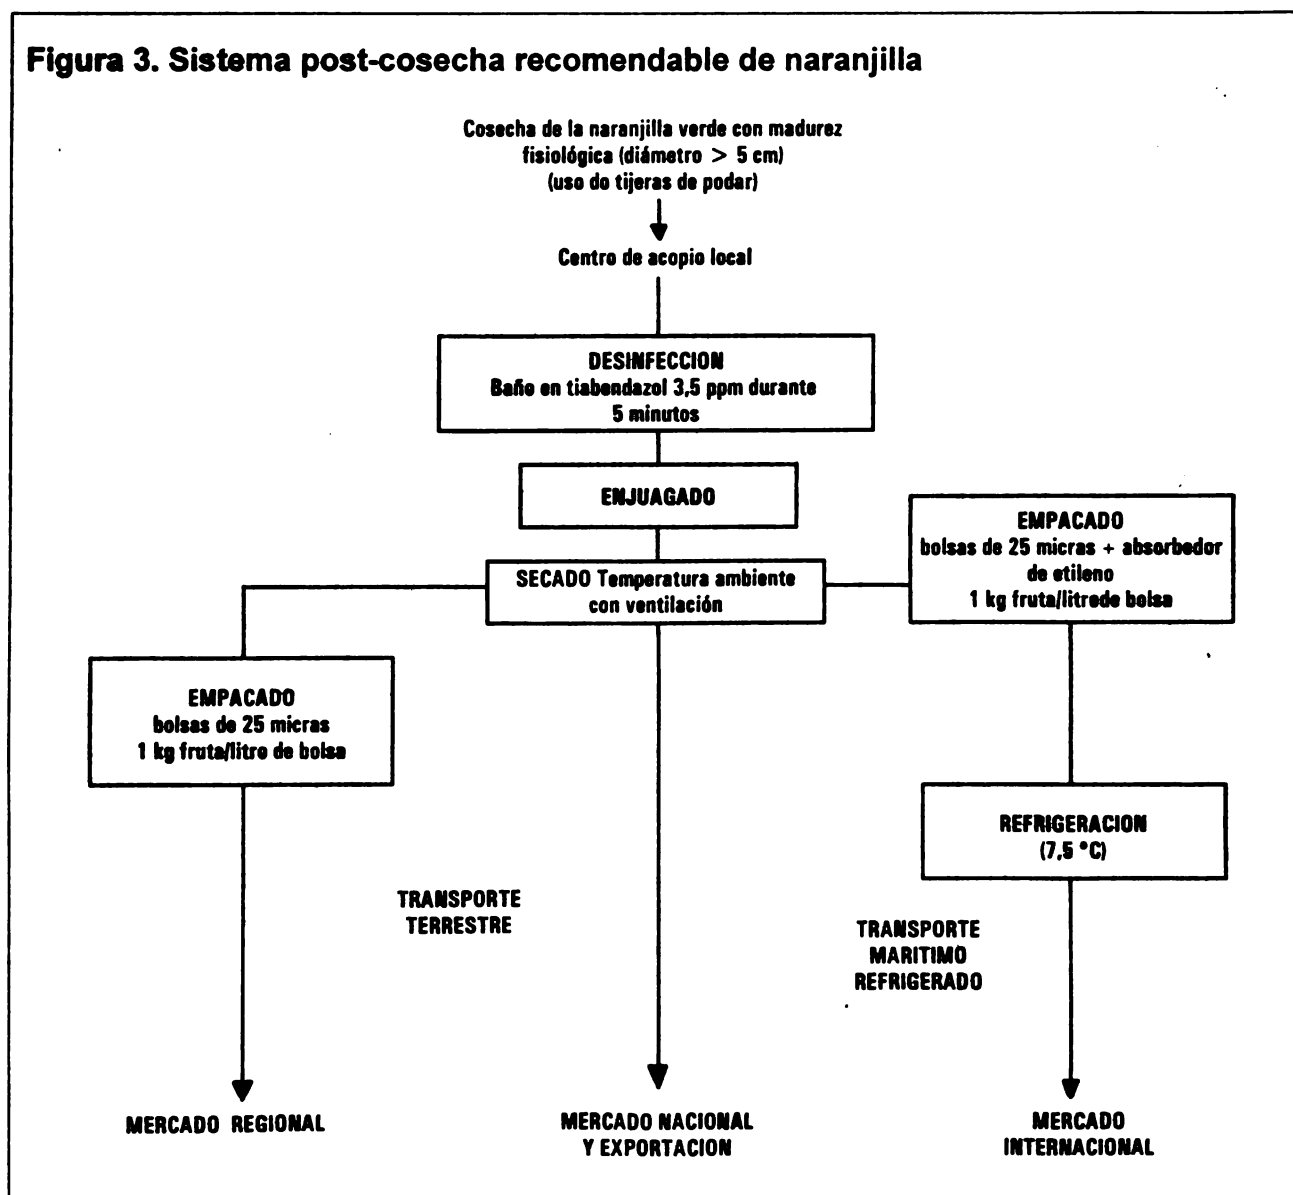 Figura 3. Sistema post-cosecha recomendable de naranjilla
Cosecha de la naranjilla verde con madurez
fisiológica (diámetro > 5 cm)
(uso do tijeras de podar)
Centro de acopio local
DESINFECCION
Baño en tiabendazol 3,5 ppm durante
5 minutos
ENJUAGADO
EMPACADO
bolsas de 25 micras + absorbedor
de etileno
1 kg fruta/litrede bolsa
SECADO Temperatura ambiente
con ventilación
EMPACADO
bolsas de 25 micras
1 kg fruta/litro de bolsa
REFRIGERACION
(7,5 °C)
TRANSPORTE
TERRESTRE
TRANSPORTE
MARITIMO
REFRIGERADO
MERCADO REGIONAL
MERCADO NACIONAL
Y EXPORTACION
MERCADO
INTERNACIONAL